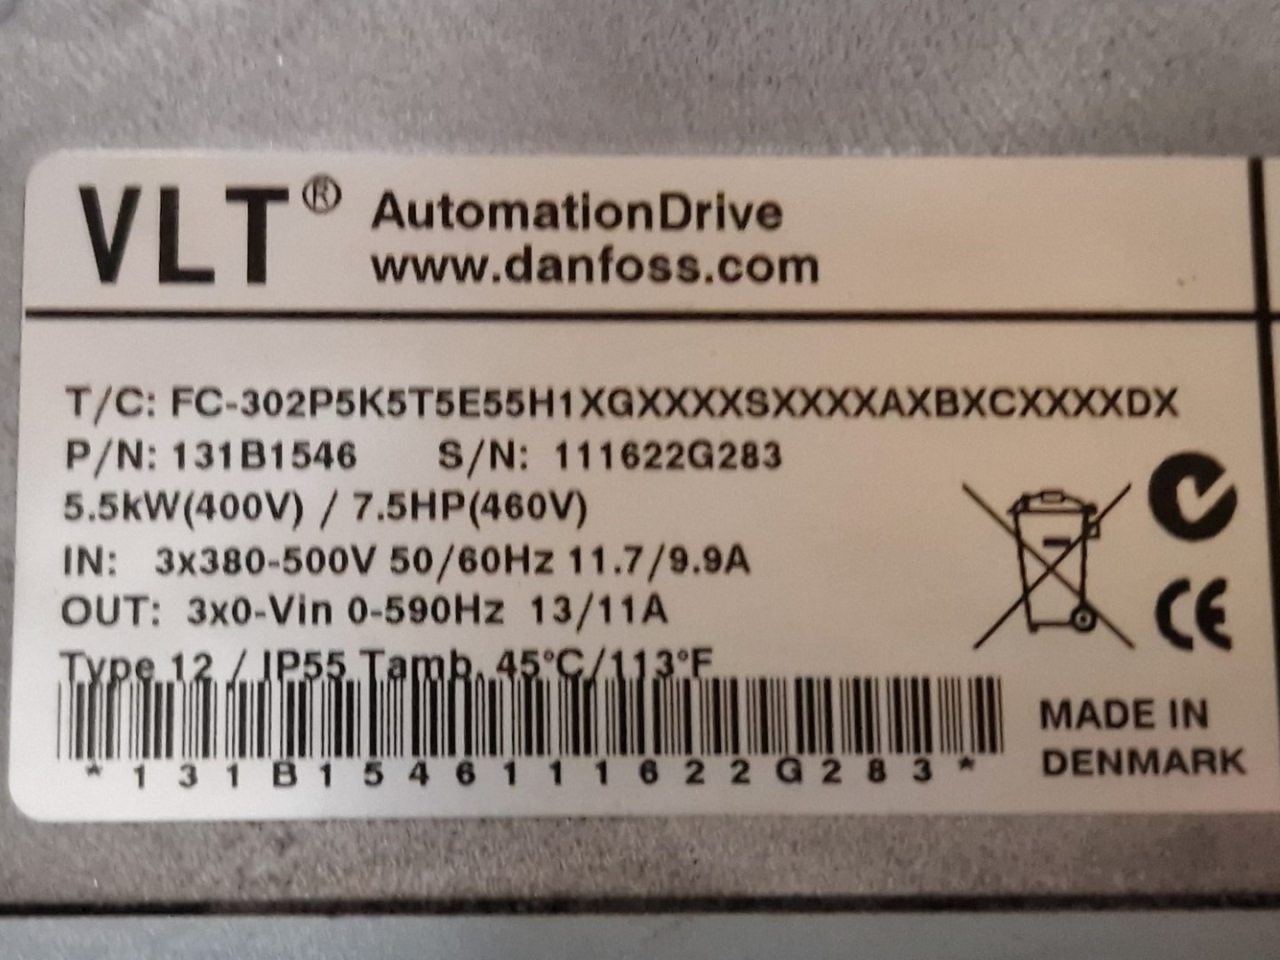 VLT® AutomationDrive
www.danfoss.com
T/C: FC-302P5K5T5E55H1XGXXXXSXXXXAXBXCXXXXDX
P/N: 131B1546 S/N: 111622G283
5.5kW(400V) / 7.5HP(460V)
IN: 3x380-500V 50/60Hz 11.7/9.9A
OUT: 3x0-Vin 0-590Hz 13/11A
Type 12 / IP55 Tamb. 45°C/113°F
*131B1546111622G283*
CE
MADE IN
DENMARK